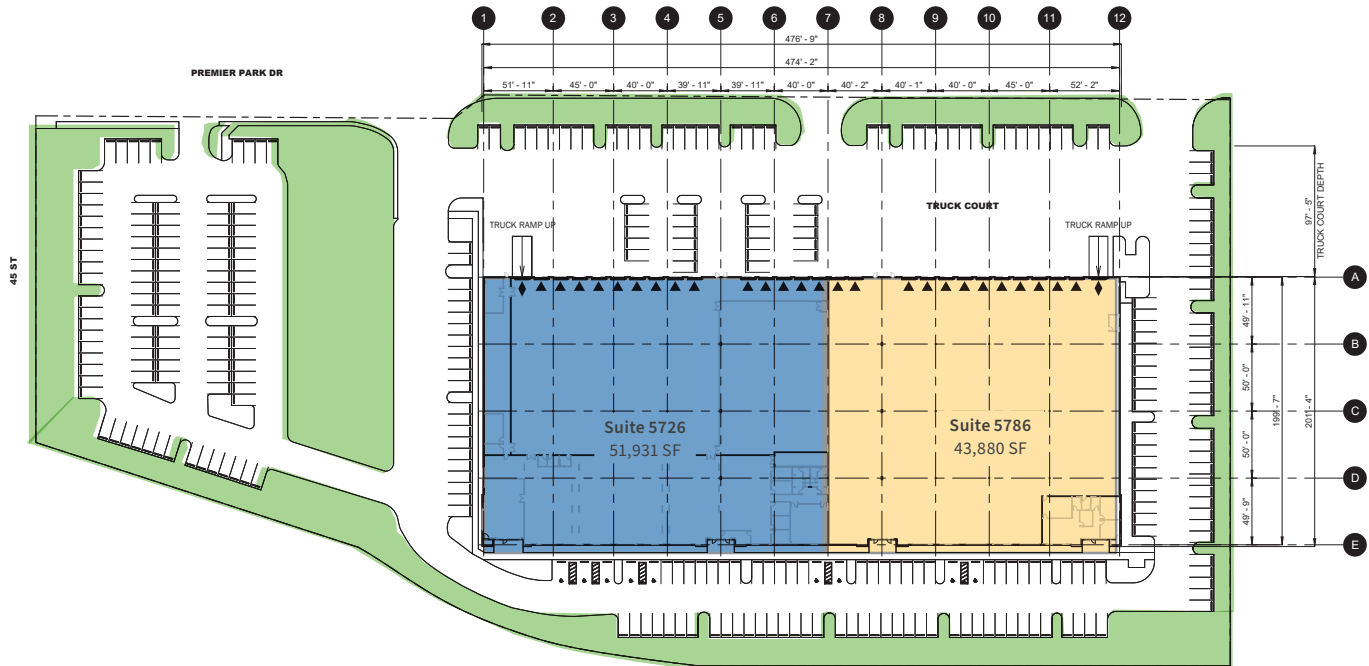 1 2 3 4 5 6 7 8 9 10 11 12
476' - 9"
474' - 2"
51' - 11" 45' - 0" 40' - 0" 39' - 11" 39' - 11" 40' - 0" 40' - 2" 40' - 1" 40' - 0" 45' - 0" 52' - 2"
PREMIER PARK DR
45 ST
TRUCK COURT
TRUCK RAMP UP
TRUCK RAMP UP
97' - 5"
TRUCK COURT DEPTH
A
B
C
D
E
49' - 11"
50' - 0"
50' - 0"
49' - 9"
199' - 7"
201' - 4"
Suite 5726
51,931 SF
Suite 5786
43,880 SF